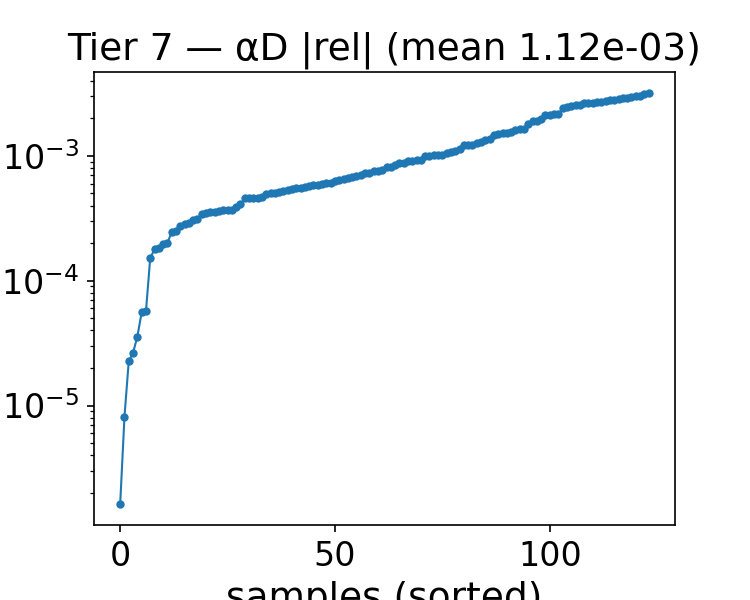 Tier 7 — αD |rel| (mean 1.12e-03)
10⁻³
10⁻⁴
10⁻⁵
0 50 100
samples (sorted)